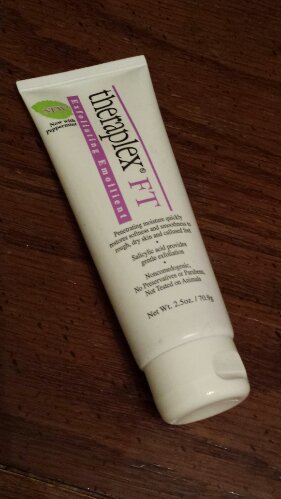 NEW
Now with
Peppermint
theraplex® FT
Exfoliating Emollient
Penetrating moisture quickly
restores softness and smoothness to
rough, dry skin and calloused feet
•
Salicylic acid provides
gentle exfoliation
•
Noncomedogenic,
No Preservatives or Parabens,
Not Tested on Animals
Net Wt. 2.5oz. / 70.9g